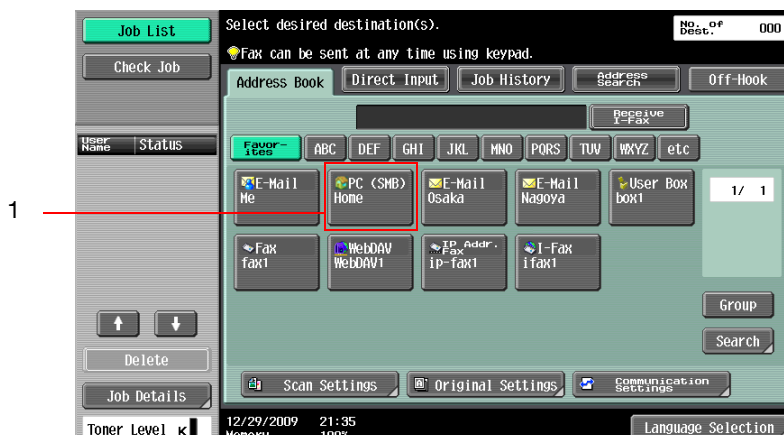 Job List
Check Job
User Name Status
Delete
Job Details
Toner Level K
1
Select desired destination(s).
No. of Dest. 000
Fax can be sent at any time using keypad.
Address Book Direct Input Job History Address Search Off-Hook
Receive I-Fax
Favor-ites ABC DEF GHI JKL MNO PQRS TUV WXYZ etc
E-Mail Me
PC (SMB) Home
E-Mail Osaka
E-Mail Nagoya
User Box box1
1/ 1
Fax fax1
WebDAV WebDAV1
IP Addr. Fax ip-fax1
I-Fax ifax1
Group
Search
Scan Settings Original Settings Communication Settings
12/29/2009 21:35
Memory 100%
Language Selection